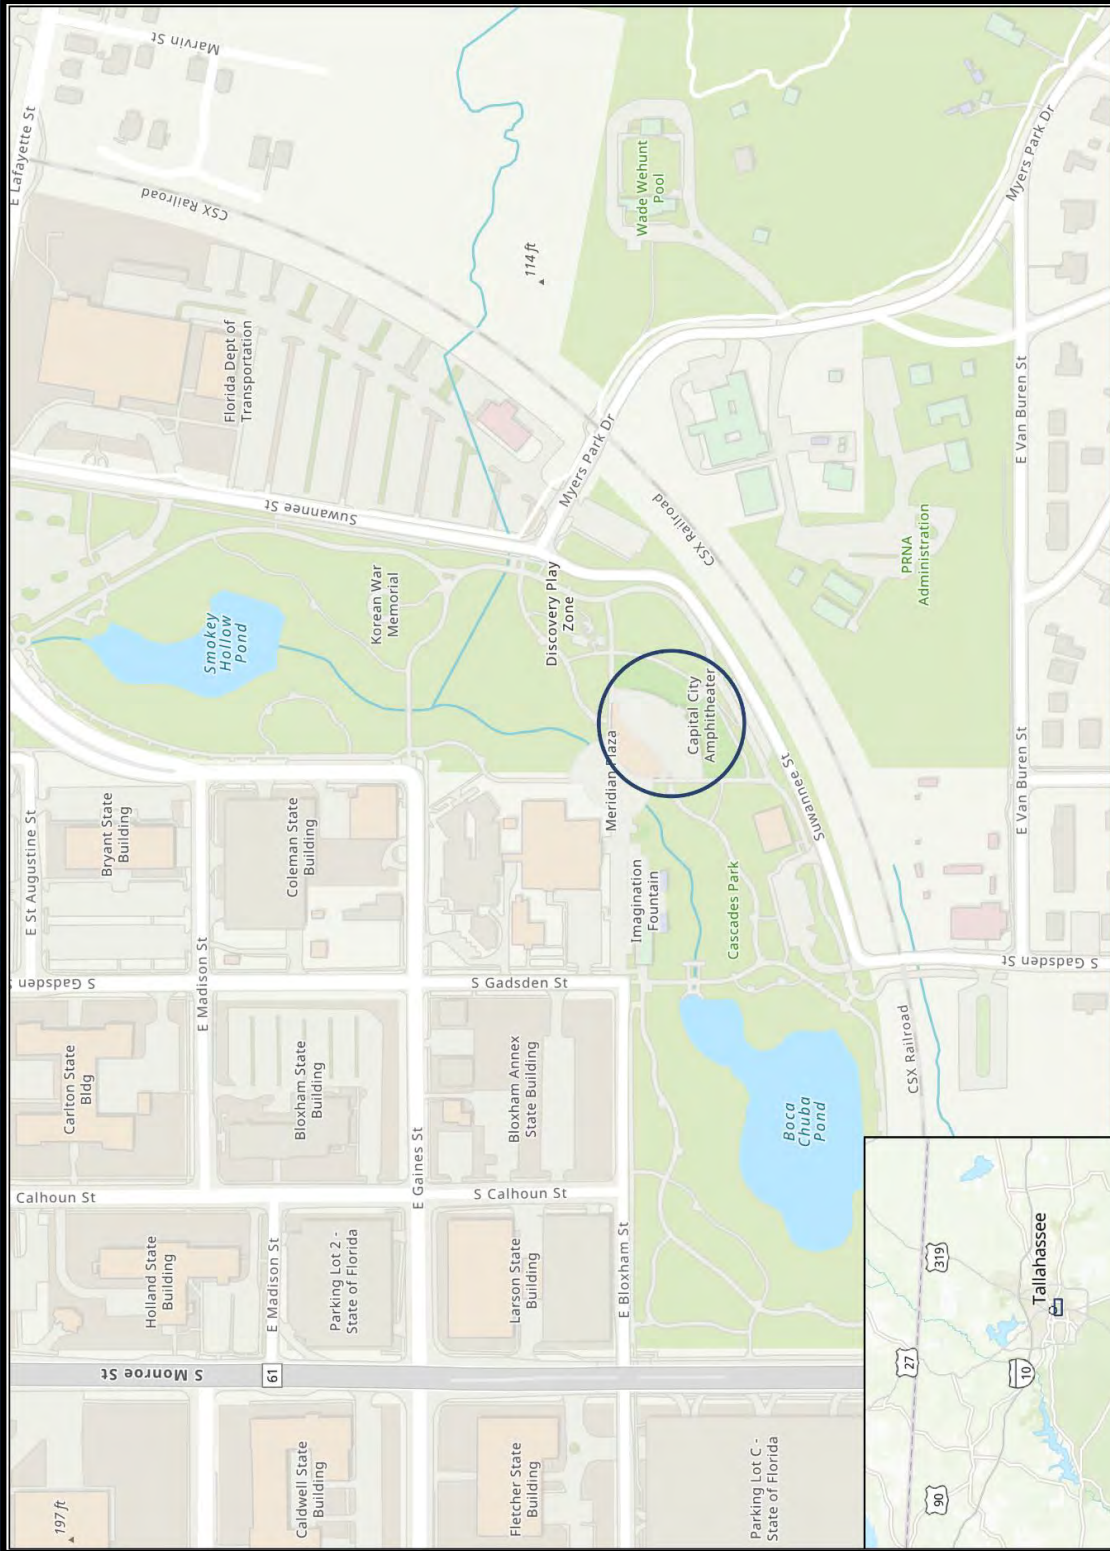 Marvin St
E Lafayette St
CSX Railroad
Florida Dept of
Transportation
Suwannee St
114 ft
Wade Wehunt
Pool
Myers Park Dr
Myers Park Dr
CSX Railroad
E Van Buren St
PRNA
Administration
Smokey
Hollow
Pond
Korean War
Memorial
Discovery Play
Zone
Capital City
Amphitheater
Meridian Plaza
Suwannee St
E Van Buren St
E St Augustine St
Bryant State
Building
Coleman State
Building
Imagination
Fountain
Cascades Park
S Gadsden St
E Madison St
S Gadsden St
S Gadsden St
Carlton State
Bldg
Bloxham State
Building
Bloxham Annex
State Building
Boca
Chuba
Pond
CSX Railroad
Calhoun St
E Gaines St
S Calhoun St
Holland State
Building
E Madison St
Parking Lot 2 -
State of Florida
Larson State
Building
E Bloxham St
S Monroe St
61
197 ft
Caldwell State
Building
Fletcher State
Building
Parking Lot C -
State of Florida
Tallahassee
319
27
10
90